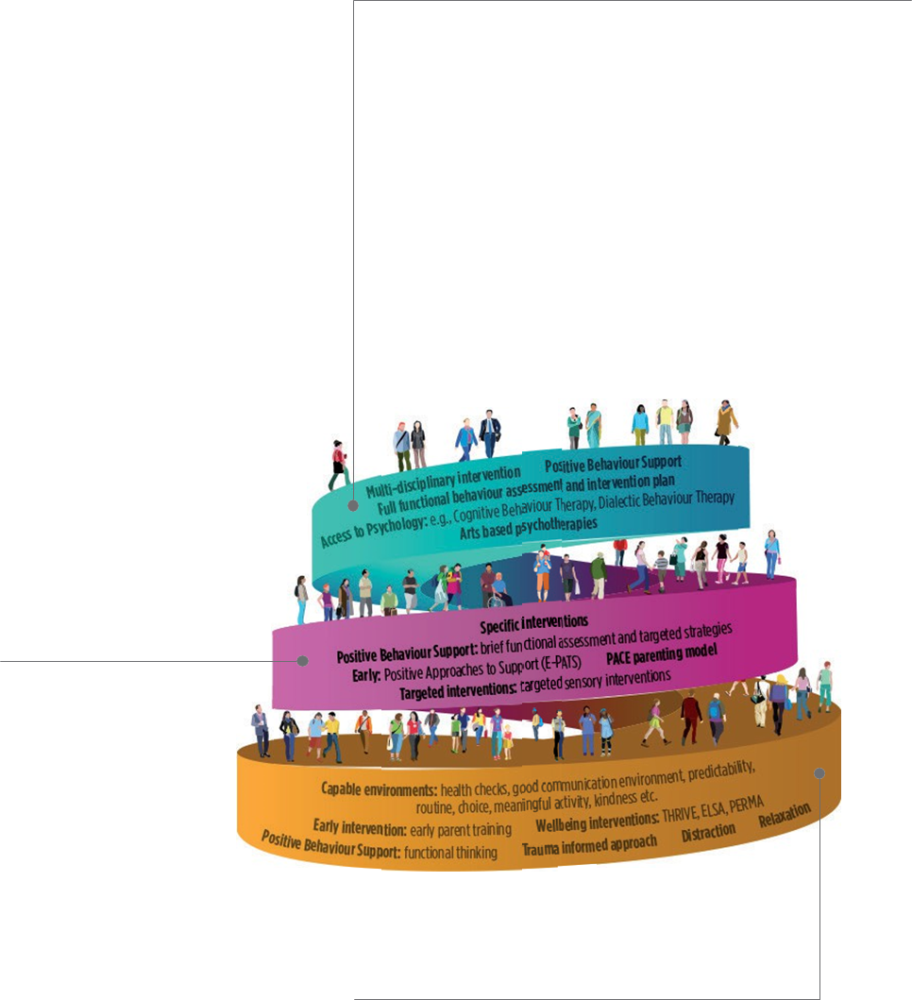 Multi-disciplinary intervention Positive Behaviour Support
Full functional behaviour assessment and intervention plan
Access to Psychology: e.g., Cognitive Behaviour Therapy, Dialectic Behaviour Therapy
Arts based psychotherapies
Specific interventions
Positive Behaviour Support: brief functional assessment and targeted strategies
Early: Positive Approaches to Support (E-PATS) PACE parenting model
Targeted interventions: targeted sensory interventions
Capable environments: health checks, good communication environment, predictability,
routine, choice, meaningful activity, kindness etc.
Early intervention: early parent training Wellbeing interventions: THRIVE, ELSA, PERMA
Positive Behaviour Support: functional thinking Trauma informed approach Distraction Relaxation